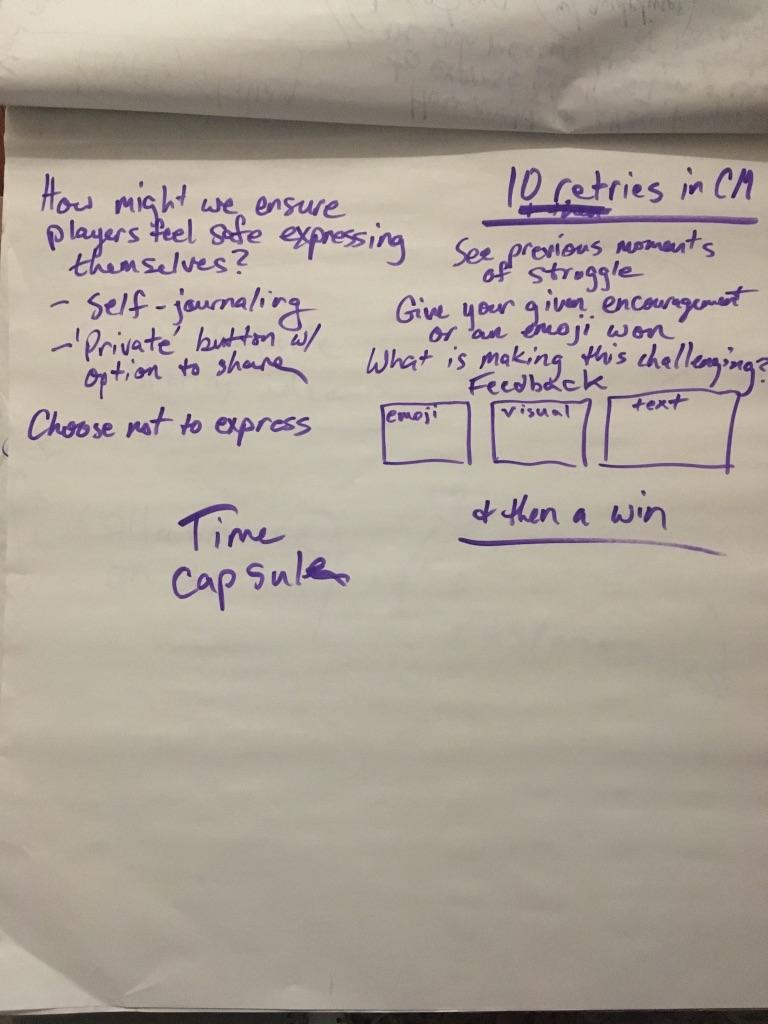 How might we ensure
players feel safe expressing
themselves?
- Self-journaling
- 'Private' button w/
option to share
Choose not to express
Time
capsule
10 retries in CM
See previous moments
of struggle
Give your given encouragement
or an emoji won
What is making this challenging?
Feedback
emoji
visual
text
& then a win